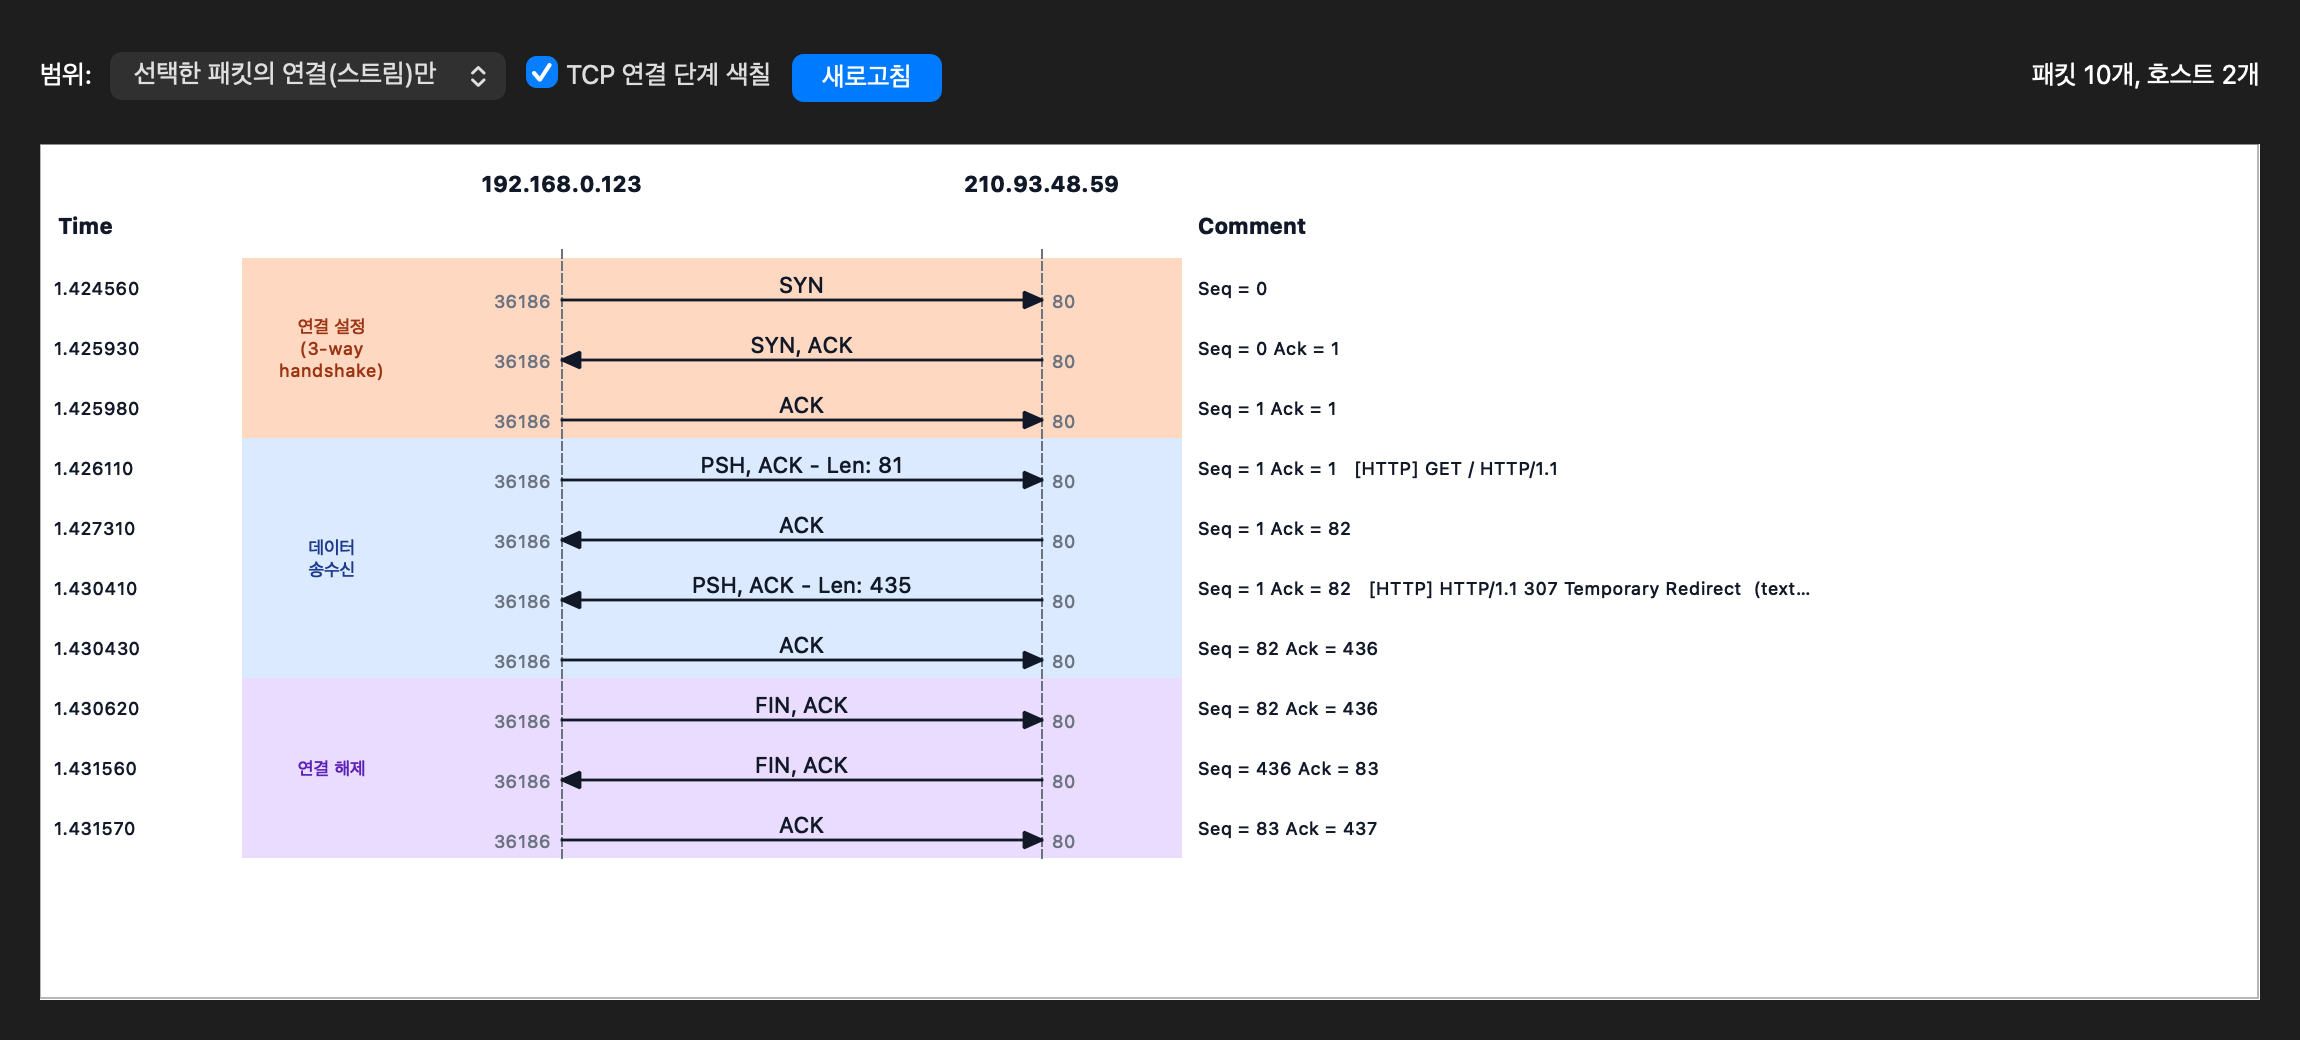 범위: 선택한 패킷의 연결(스트림)만 TCP 연결 단계 색칠 새로고침 패킷 10개, 호스트 2개
192.168.0.123 210.93.48.59
Time Comment
1.424560 36186 SYN 80 Seq = 0
연결 설정
(3-way
handshake)
1.425930 36186 SYN, ACK 80 Seq = 0 Ack = 1
1.425980 36186 ACK 80 Seq = 1 Ack = 1
1.426110 36186 PSH, ACK - Len: 81 80 Seq = 1 Ack = 1 [HTTP] GET / HTTP/1.1
1.427310 36186 ACK 80 Seq = 1 Ack = 82
데이터
송수신
1.430410 36186 PSH, ACK - Len: 435 80 Seq = 1 Ack = 82 [HTTP] HTTP/1.1 307 Temporary Redirect (text...
1.430430 36186 ACK 80 Seq = 82 Ack = 436
1.430620 36186 FIN, ACK 80 Seq = 82 Ack = 436
연결 해제
1.431560 36186 FIN, ACK 80 Seq = 436 Ack = 83
1.431570 36186 ACK 80 Seq = 83 Ack = 437